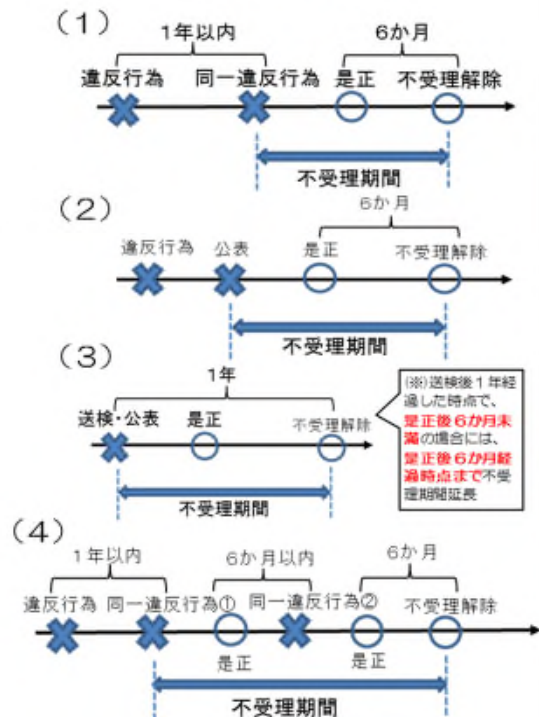 (1)
1年以内
6か月
違反行為 同一違反行為 是正 不受理解除
不受理期間
(2)
6か月
違反行為 公表 是正 不受理解除
不受理期間
(3)
1年
送検・公表 是正 不受理解除
不受理期間
(※)送検後1年経
過した時点で、
是正後6か月未
満の場合には、
是正後6か月経
過時点まで不受
理期間延長
(4)
1年以内 6か月以内 6か月
違反行為 同一違反行為① 同一違反行為② 不受理解除
是正 是正
不受理期間